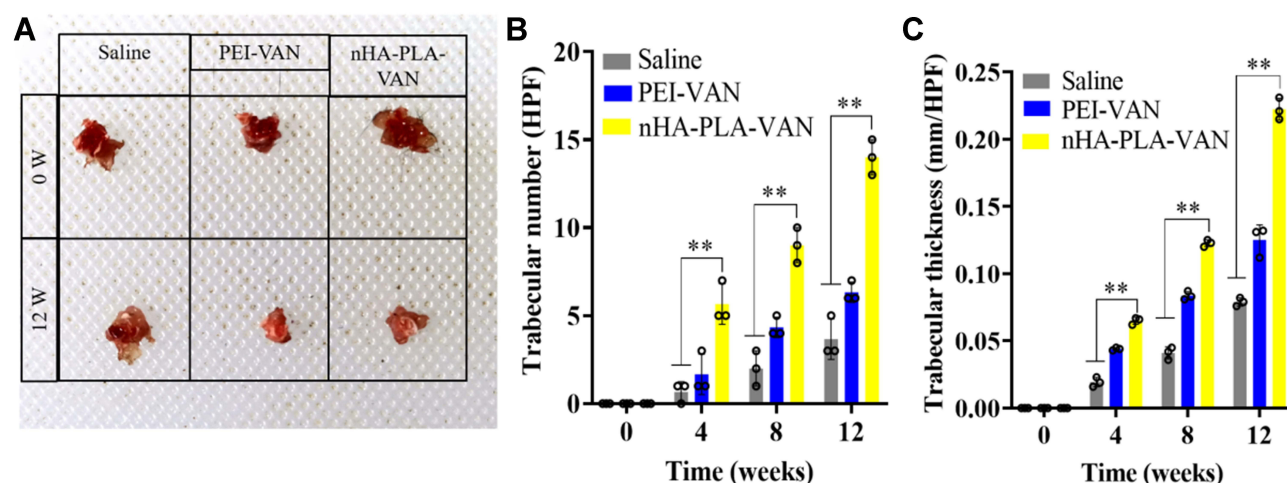 A
Saline
PEI-VAN
nHA-PLA-
VAN
0 W
12 W
B
Trabecular number (HPF)
20
15
10
5
0
Saline
PEI-VAN
nHA-PLA-VAN
**
**
**
0
4
8
12
Time (weeks)
C
Trabecular thickness (mm/HPF)
0.25
0.20
0.15
0.10
0.05
0.00
Saline
PEI-VAN
nHA-PLA-VAN
**
**
**
0
4
8
12
Time (weeks)